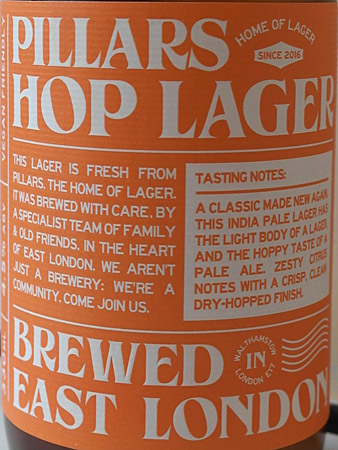 PILLARS
HOME OF LAGER
SINCE 2016
HOP LAGER
THIS LAGER IS FRESH FROM
PILLARS, THE HOME OF LAGER.
IT WAS BREWED WITH CARE, BY
A SPECIALIST TEAM OF FAMILY
& OLD FRIENDS, IN THE HEART
OF EAST LONDON. WE AREN'T
JUST A BREWERY: WE'RE A
COMMUNITY. COME JOIN US.
TASTING NOTES:
A CLASSIC MADE NEW AGAIN.
THIS INDIA PALE LAGER HAS
THE LIGHT BODY OF A LAGER
AND THE HOPPY TASTE OF A
PALE ALE. ZESTY CITRUS
NOTES WITH A CRISP, CLEAN
DRY-HOPPED FINISH.
BREWED
WALTHAMSTOW
IN
LONDON E17
EAST LONDON
VEGAN FRIENDLY
% ABV